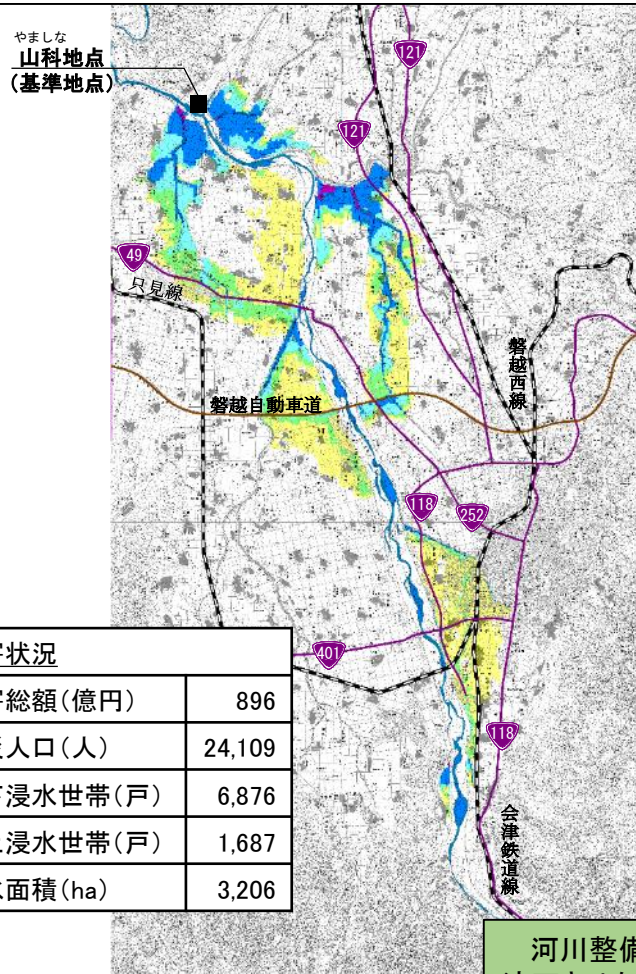 やましな
山科地点
(基準地点)
121
121
49
只見線
磐越西線
磐越自動車道
118
252
401
118
会津鉄道線
状況
総額(億円) 896
人口(人) 24,109
浸水世帯(戸) 6,876
浸水世帯(戸) 1,687
面積(ha) 3,206
河川整備